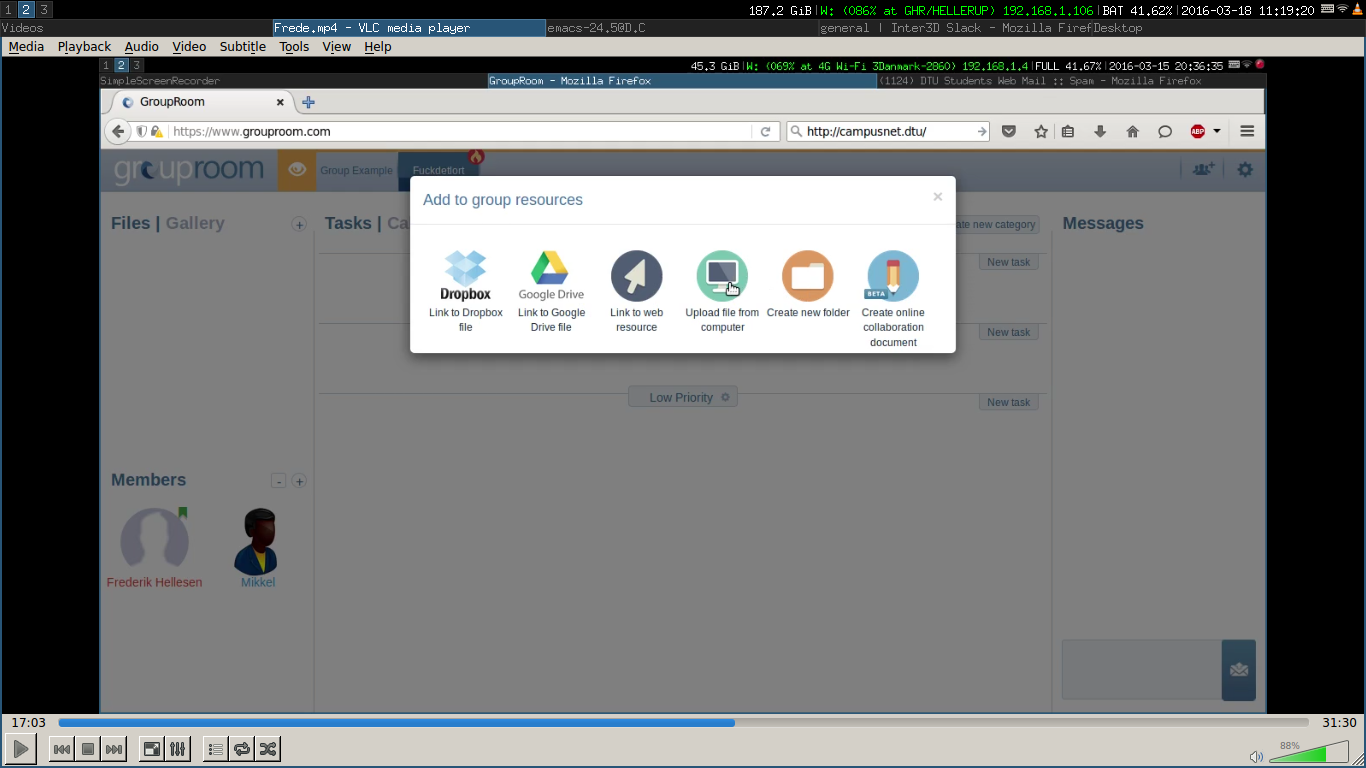 1 2 3
187.2 GiB|W: (086% at GHR/HELLERUP) 192.168.1.106|BAT 41.62%|2016-03-18 11:19:20
Videos
Frede.mp4 - VLC media player
emacs-24.5@D.C
general | Inter3D Slack - Mozilla FirefDesktop
Media Playback Audio Video Subtitle Tools View Help
1 2 3
45.3 GiB|W: (069% at 4G Wi-Fi 3Danmark-2860) 192.168.1.4|FULL 41.67%|2016-03-15 20:36:35
SimpleScreenRecorder
GroupRoom - Mozilla Firefox
(1124) DTU Students Web Mail :: Spam - Mozilla Firefox
GroupRoom
https://www.grouproom.com
http://campusnet.dtu/
ABP
grouproom
Group Example
Fuckdetlort
Add to group resources
Files | Gallery
Tasks | Ca
ate new category
Messages
Dropbox
Link to Dropbox
file
Google Drive
Link to Google
Drive file
Link to web
resource
Upload file from
computer
Create new folder
BETA
Create online
collaboration
document
New task
New task
Low Priority
New task
Members
Frederik Hellesen
Mikkel
17:03
31:30
88%